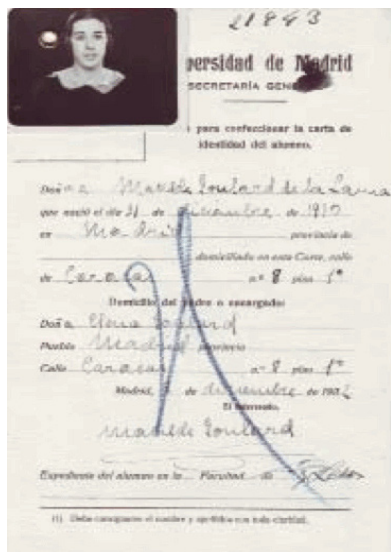 21883
versidad de Madrid
SECRETARÍA GENE
para confeccionar la carta de
identidad del alumno.
Doña Matilde Goulard de la Lama
que nació el día 31 de diciembre de
en Madrid provincia de
domiciliado en esta Corte, calle
de Caracas n.º 8 piso 1º
Domicilio del padre o encargado:
Doña Elena Goulard
Pueblo Madrid provincia
Calle Caracas n.º 8 piso 1º
Madrid, de diciembre de 193
El interesado,
Matilde Goulard
Expediente del alumno en la Facultad de
(1) Debe consignarse el nombre y apellidos con toda claridad.